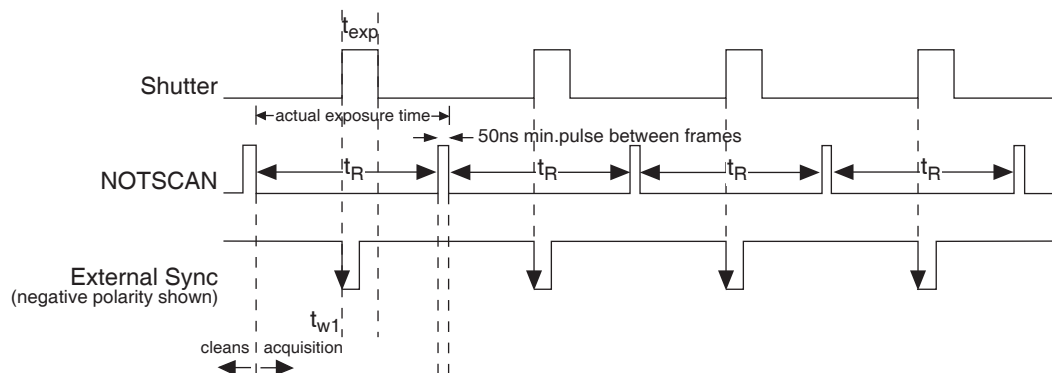 t_exp
Shutter
actual exposure time
50ns min.pulse between frames
NOTSCAN
t_R
t_R
t_R
t_R
External Sync
(negative polarity shown)
t_w1
cleans
acquisition